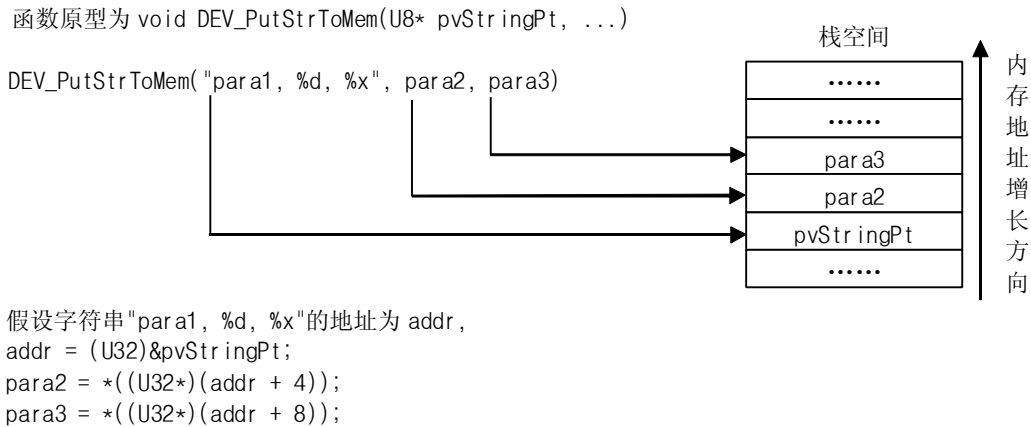 函数原型为 void DEV_PutStrToMem(U8* pvStringPt, ...)
DEV_PutStrToMem("para1, %d, %x", para2, para3)
栈空间
……
……
para3
para2
pvStringPt
……
内存地址增长方向
假设字符串"para1, %d, %x"的地址为 addr,
addr = (U32)&pvStringPt;
para2 = *((U32*)(addr + 4));
para3 = *((U32*)(addr + 8));